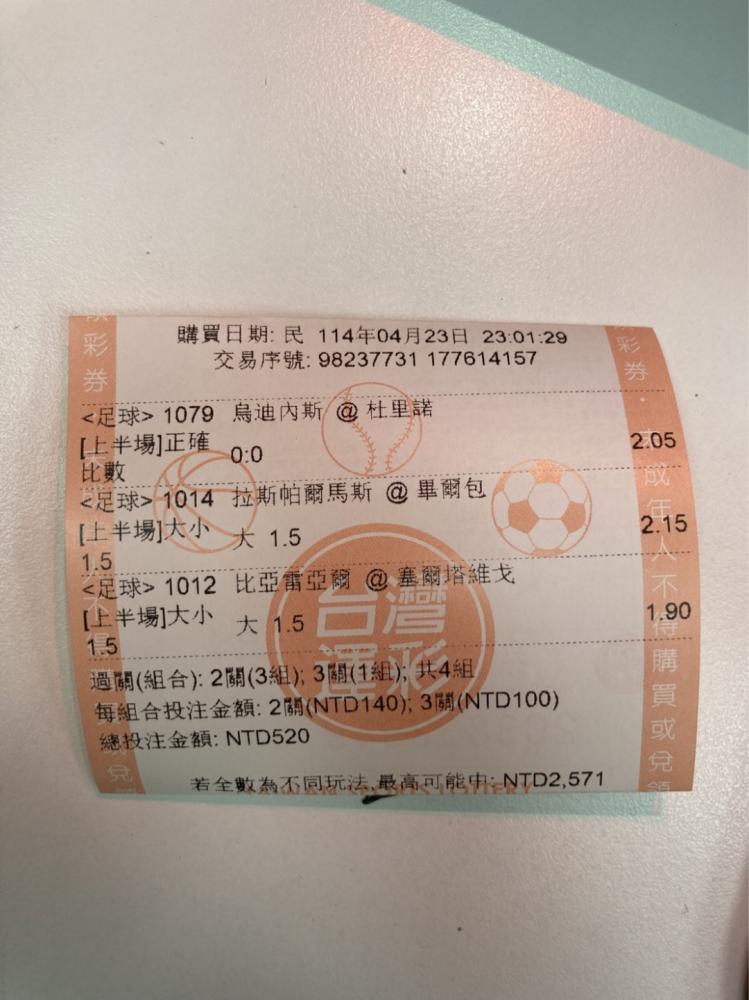 購買日期: 民 114年04月23日 23:01:29
交易序號: 98237731 177614157
<足球> 1079 烏迪內斯 @ 杜里諾
[上半場]正確比數 0:0 2.05
<足球> 1014 拉斯帕爾馬斯 @ 畢爾包
[上半場]大小 1.5 大 1.5 2.15
<足球> 1012 比亞雷亞爾 @ 塞爾塔維戈
[上半場]大小 1.5 大 1.5 1.90
過關(組合): 2關(3組); 3關(1組); 共4組
每組合投注金額: 2關(NTD140); 3關(NTD100)
總投注金額: NTD520
若全數為不同玩法,最高可能中: NTD2,571
台灣
運彩
TAIWAN SPORTS LOTTERY
彩券
彩券·未成年人不得購買或兌領